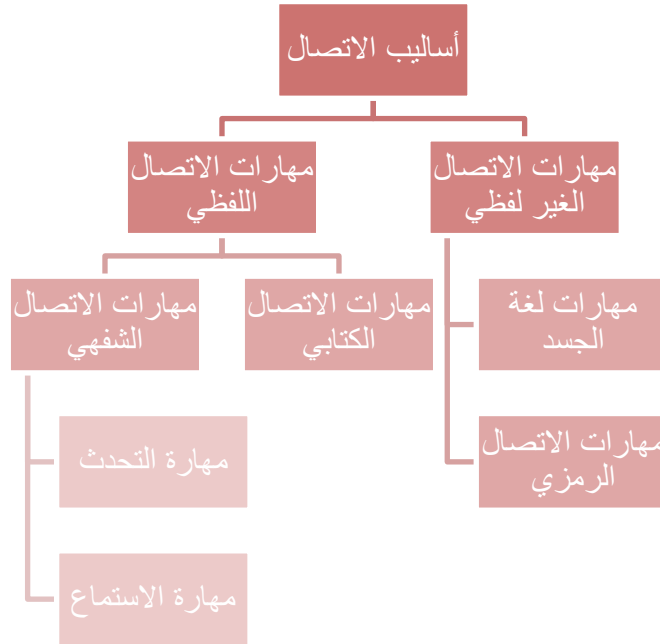 أساليب الاتصال
مهارات الاتصال
الغير لفظي
مهارات الاتصال
اللفظي
مهارات لغة
الجسد
مهارات الاتصال
الكتابي
مهارات الاتصال
الشفهي
مهارات الاتصال
الرمزي
مهارة التحدث
مهارة الاستماع